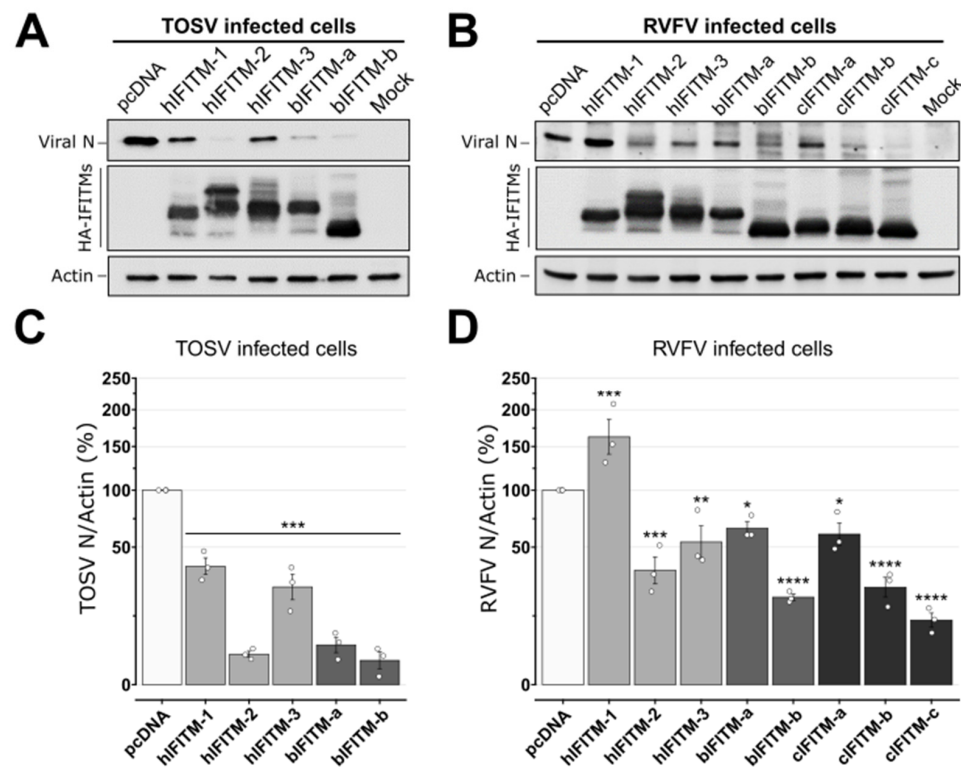 A
TOSV infected cells
pcDNA
hIFITM-1
hIFITM-2
hIFITM-3
bIFITM-a
bIFITM-b
Mock
Viral N
HA-IFITMs
Actin
B
RVFV infected cells
pcDNA
hIFITM-1
hIFITM-2
hIFITM-3
bIFITM-a
bIFITM-b
cIFITM-a
cIFITM-b
cIFITM-c
Mock
Viral N
HA-IFITMs
Actin
C
TOSV infected cells
TOSV N/Actin (%)
250
200
150
100
50
0
***
pcDNA
hIFITM-1
hIFITM-2
hIFITM-3
bIFITM-a
bIFITM-b
D
RVFV infected cells
RVFV N/Actin (%)
250
200
150
100
50
0
***
***
**
*
****
*
****
****
pcDNA
hIFITM-1
hIFITM-2
hIFITM-3
bIFITM-a
bIFITM-b
cIFITM-a
cIFITM-b
cIFITM-c